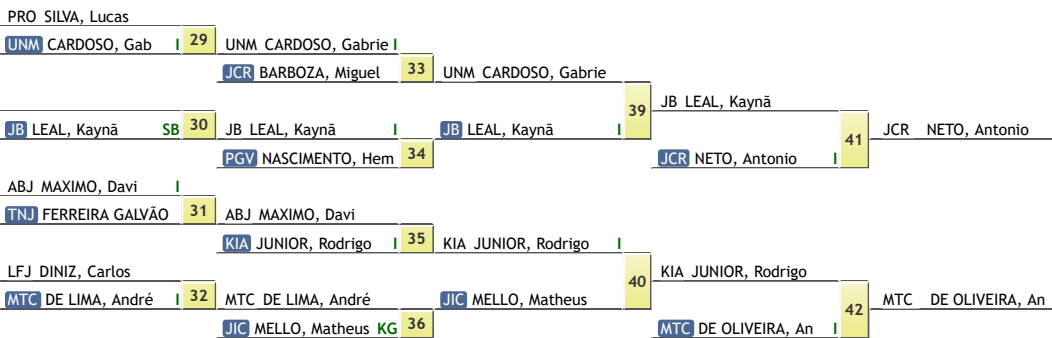 PRO SILVA, Lucas
UNM CARDOSO, Gab I 29 UNM CARDOSO, Gabrie I
JCR BARBOZA, Miguel 33 UNM CARDOSO, Gabrie
39 JB LEAL, Kaynã
JB LEAL, Kaynã SB 30 JB LEAL, Kaynã I JB LEAL, Kaynã I 41 JCR NETO, Antonio
PGV NASCIMENTO, Hem 34 JCR NETO, Antonio I
ABJ MAXIMO, Davi I
TNJ FERREIRA GALVÃO 31 ABJ MAXIMO, Davi
KIA JUNIOR, Rodrigo I 35 KIA JUNIOR, Rodrigo I
LFJ DINIZ, Carlos 40 KIA JUNIOR, Rodrigo
MTC DE LIMA, André I 32 MTC DE LIMA, André JIC MELLO, Matheus 42 MTC DE OLIVEIRA, An
JIC MELLO, Matheus KG 36 MTC DE OLIVEIRA, An I